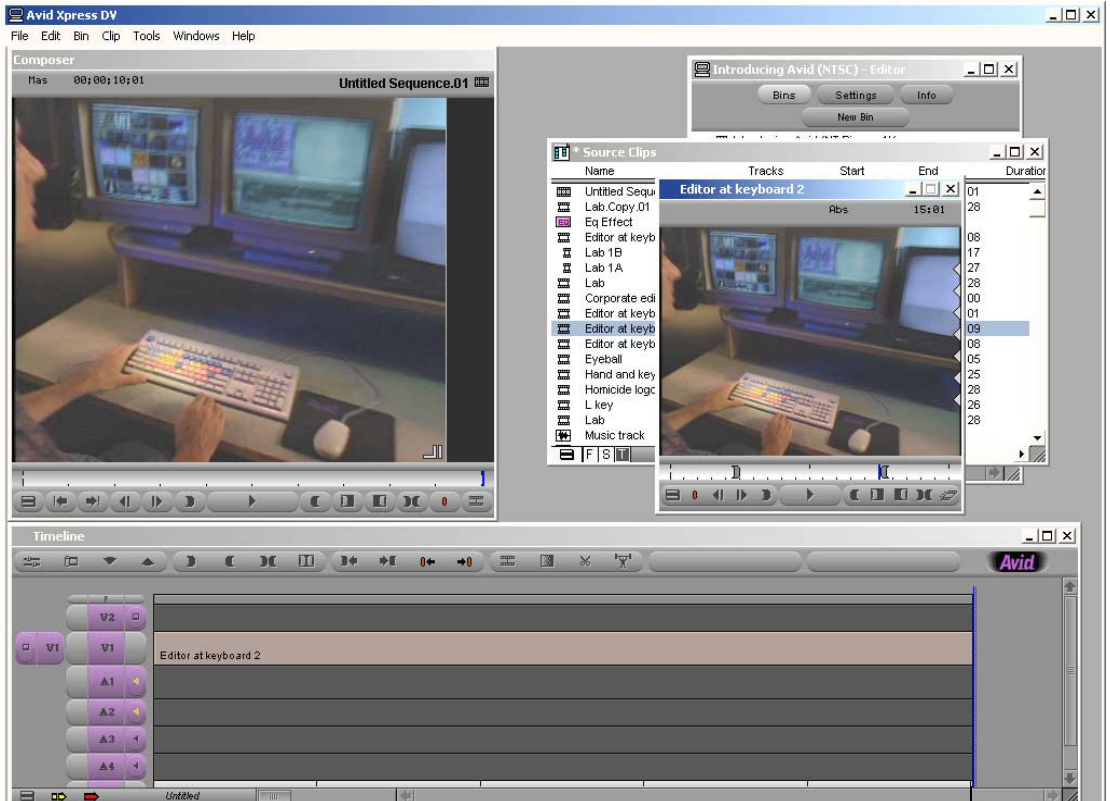 Avid Xpress DV
File Edit Bin Clip Tools Windows Help
Composer
Mas 00;00;10;01 Untitled Sequence.01
Introducing Avid (NTSC) - Editor
Bins Settings Info
New Bin
* Source Clips
Name Tracks Start End Duration
Untitled Sequ 01
Lab.Copy.01 28
EQ Eq Effect
Editor at keyb 08
Lab 1B 17
Lab 1A 27
Lab 28
Corporate edi 00
Editor at keyb 01
Editor at keyb 09
Editor at keyb 08
Eyeball 05
Hand and key 25
Homicide logo 28
L key 26
Lab 28
Music track
F S T
Editor at keyboard 2
Abs 15:01
Timeline
Avid
F
V2
V1 V1
Editor at keyboard 2
A1
A2
A3
A4
Untitled